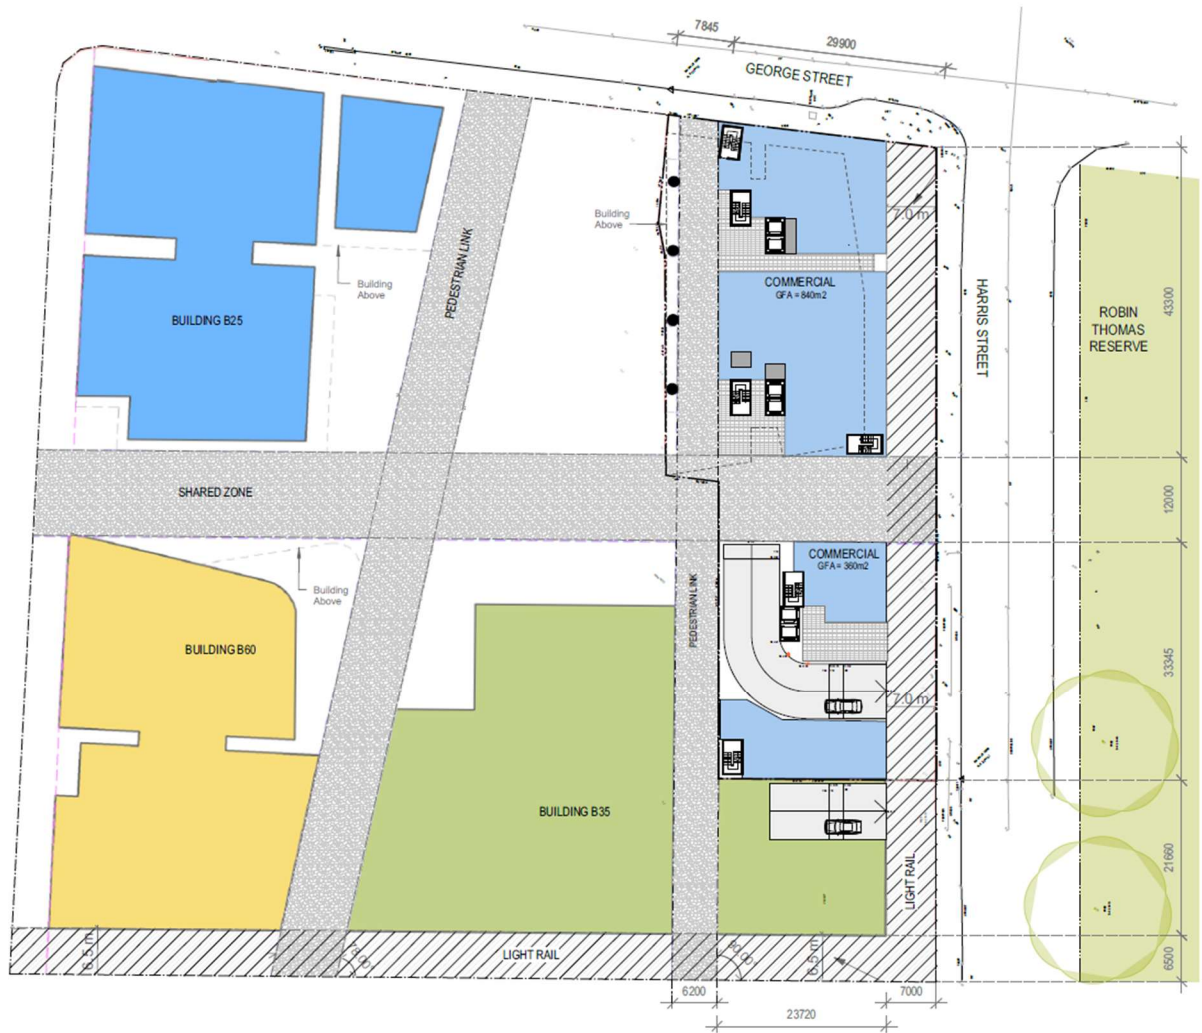 7845
29900
GEORGE STREET
7.0 m
Building
Above
PEDESTRIAN LINK
Building
Above
COMMERCIAL
GFA = 840m2
HARRIS STREET
ROBIN
THOMAS
RESERVE
43300
BUILDING B25
SHARED ZONE
12000
COMMERCIAL
GFA = 360m2
Building
Above
PEDESTRIAN LINK
BUILDING B60
33345
7.0 m
BUILDING B35
21660
LIGHT RAIL
6.5 m
LIGHT RAIL
90.00°
6.5 m
6500
6200
7000
23720